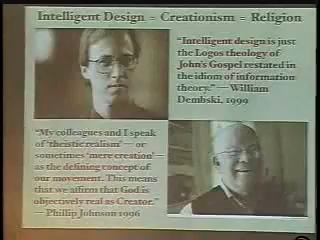 Intelligent Design = Creationism = Religion
"Intelligent design is just
the Logos theology of
John's Gospel restated in
the idiom of information
theory." — William
Dembski, 1999
"My colleagues and I speak
of 'theistic realism' — or
sometimes 'mere creation' –
as the defining concept of
our movement. This means
that we affirm that God is
objectively real as Creator."
— Phillip Johnson 1996